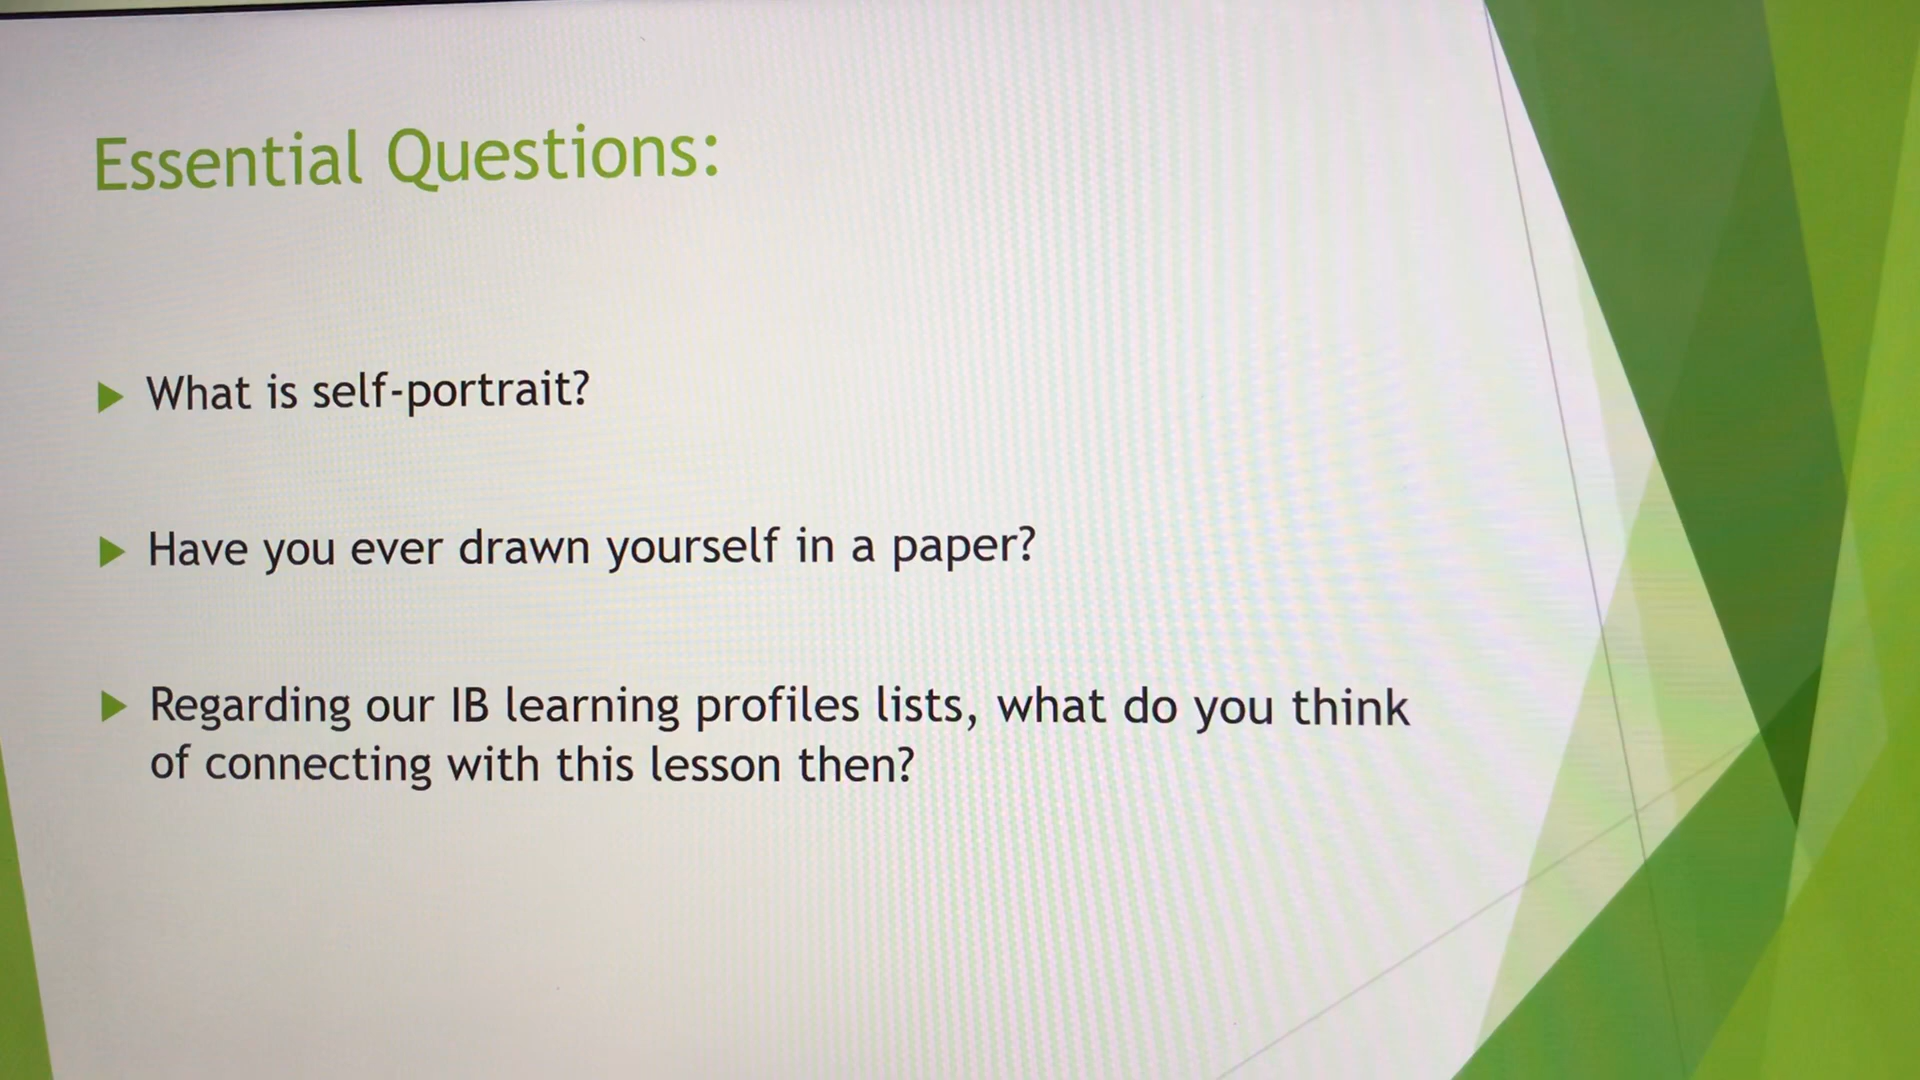 Essential Questions:
What is self-portrait?
Have you ever drawn yourself in a paper?
Regarding our IB learning profiles lists, what do you think
of connecting with this lesson then?